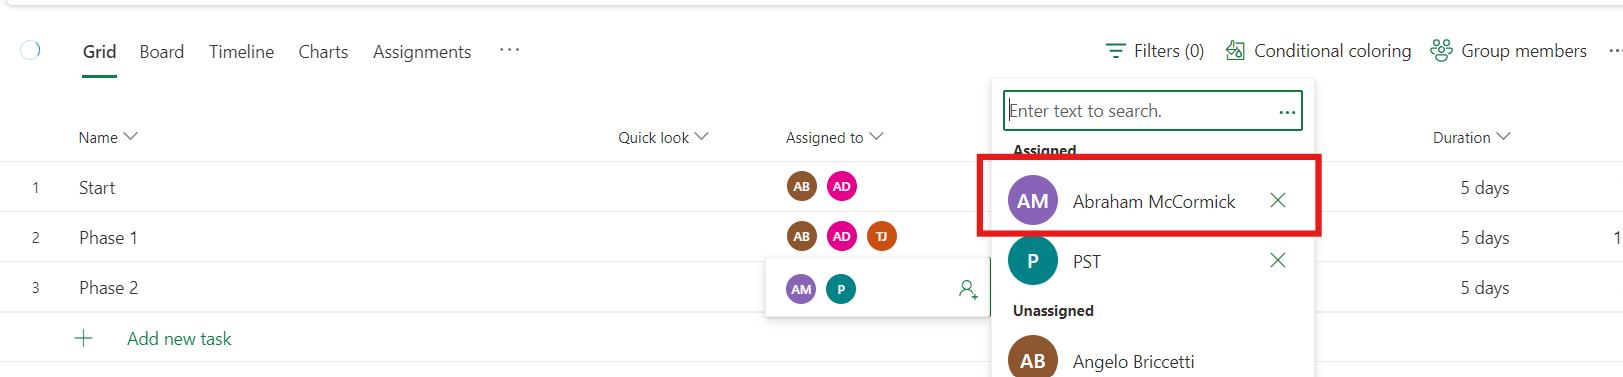 Grid Board Timeline Charts Assignments ... Filters (0) Conditional coloring Group members ...
Enter text to search. ...
Name Quick look Assigned to Assigned Duration
1 Start AB AD AM Abraham McCormick 5 days
2 Phase 1 AB AD TJ P PST 5 days 1
3 Phase 2 AM P Unassigned 5 days
Add new task AB Angelo Briccetti